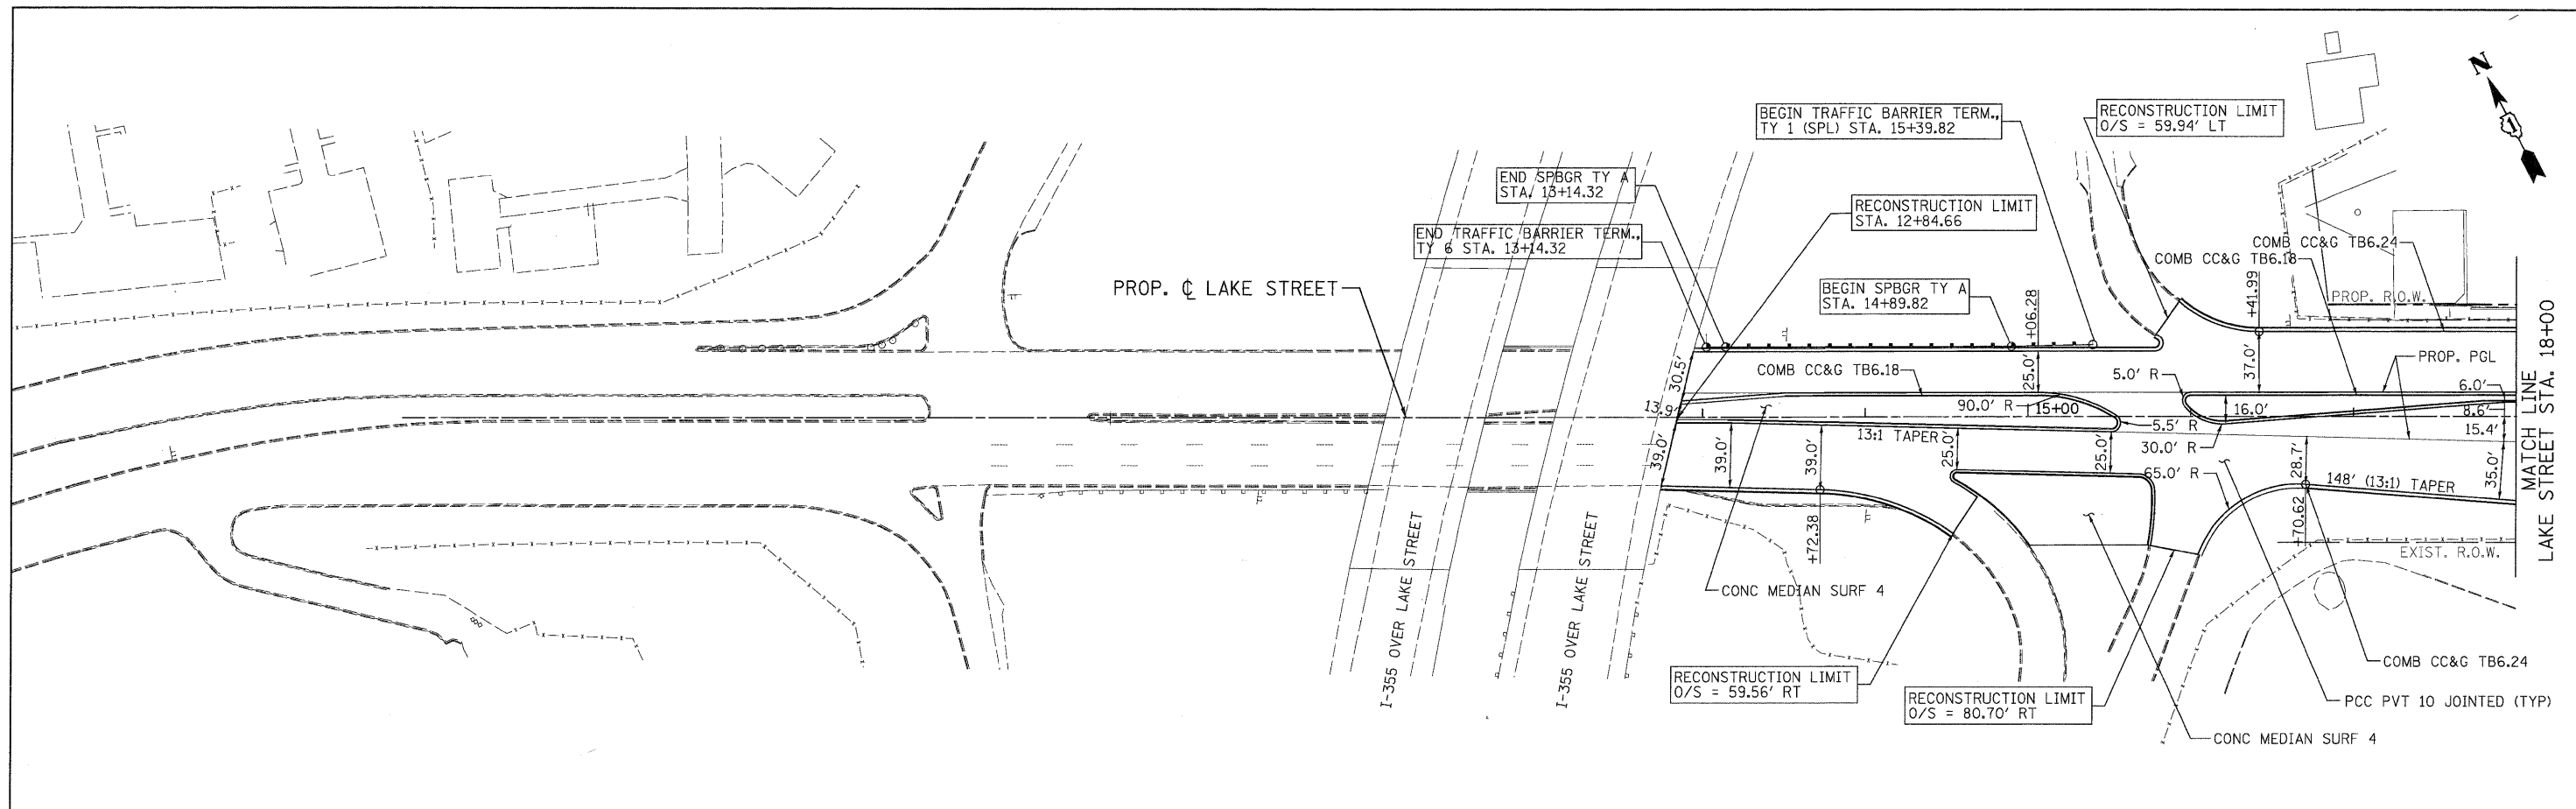 N
BEGIN TRAFFIC BARRIER TERM.,
TY 1 (SPL) STA. 15+39.82
RECONSTRUCTION LIMIT
O/S = 59.94' LT
END SPBGR TY A
STA. 13+14.32
RECONSTRUCTION LIMIT
STA. 12+84.66
END TRAFFIC BARRIER TERM.,
TY 6 STA. 13+14.32
COMB CC&G TB6.24
COMB CC&G TB6.18
PROP. ℄ LAKE STREET
BEGIN SPBGR TY A
STA. 14+89.82
+06.28
+41.99
PROP. R.O.W.
30.5'
COMB CC&G TB6.18
25.0'
5.0' R
37.0'
PROP. PGL
6.0'
13.9'
90.0' R
15+00
16.0'
8.6'
5.5' R
15.4'
13:1 TAPER
30.0' R
39.0'
39.0'
39.0'
25.0'
25.0'
65.0' R
28.7'
148' (13:1) TAPER
35.0'
MATCH LINE
LAKE STREET STA. 18+00
+72.38
+70.62
EXIST. R.O.W.
CONC MEDIAN SURF 4
I-355 OVER LAKE STREET
I-355 OVER LAKE STREET
RECONSTRUCTION LIMIT
O/S = 59.56' RT
RECONSTRUCTION LIMIT
O/S = 80.70' RT
COMB CC&G TB6.24
PCC PVT 10 JOINTED (TYP)
CONC MEDIAN SURF 4